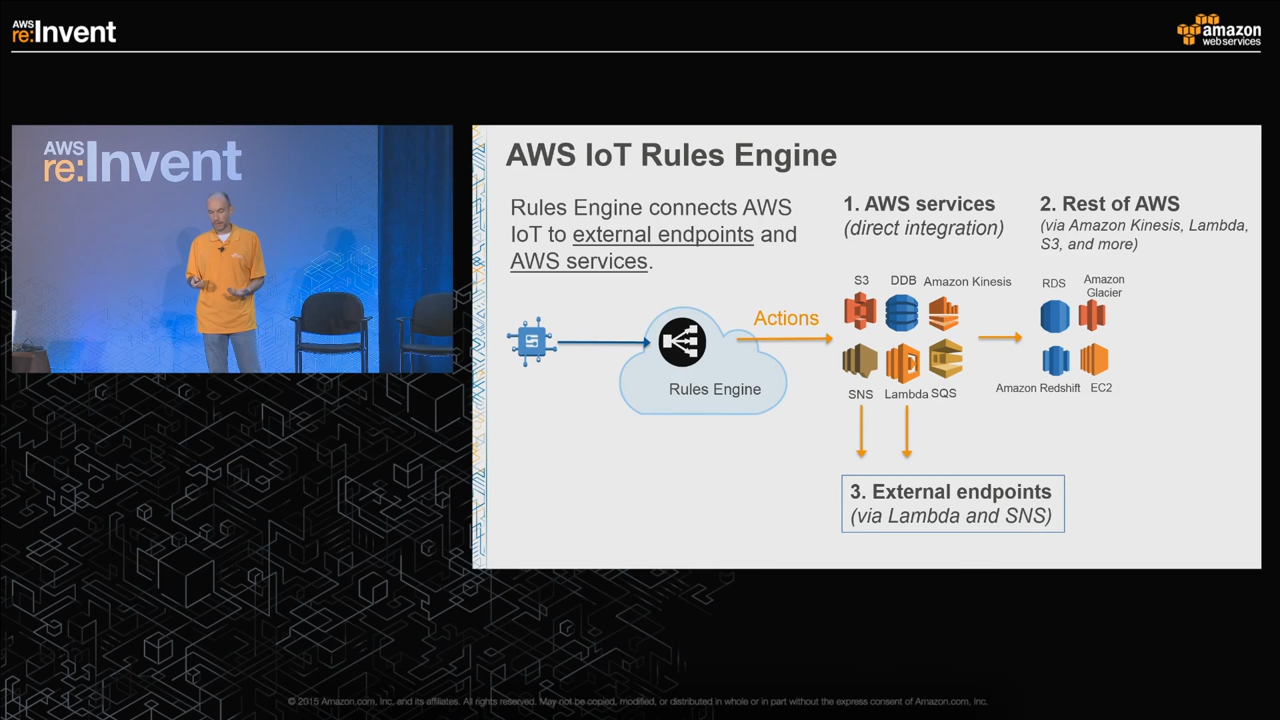 AWS
re:Invent
amazon
web services
AWS
re:Invent
AWS IoT Rules Engine
Rules Engine connects AWS
IoT to external endpoints and
AWS services.
1. AWS services
(direct integration)
2. Rest of AWS
(via Amazon Kinesis, Lambda,
S3, and more)
S3 DDB Amazon Kinesis
RDS Amazon
Glacier
Actions
Rules Engine
SNS Lambda SQS
Amazon Redshift EC2
3. External endpoints
(via Lambda and SNS)
© 2015 Amazon.com, Inc. and its affiliates. All rights reserved. May not be copied, modified, or distributed in whole or in part without the express consent of Amazon.com, Inc.